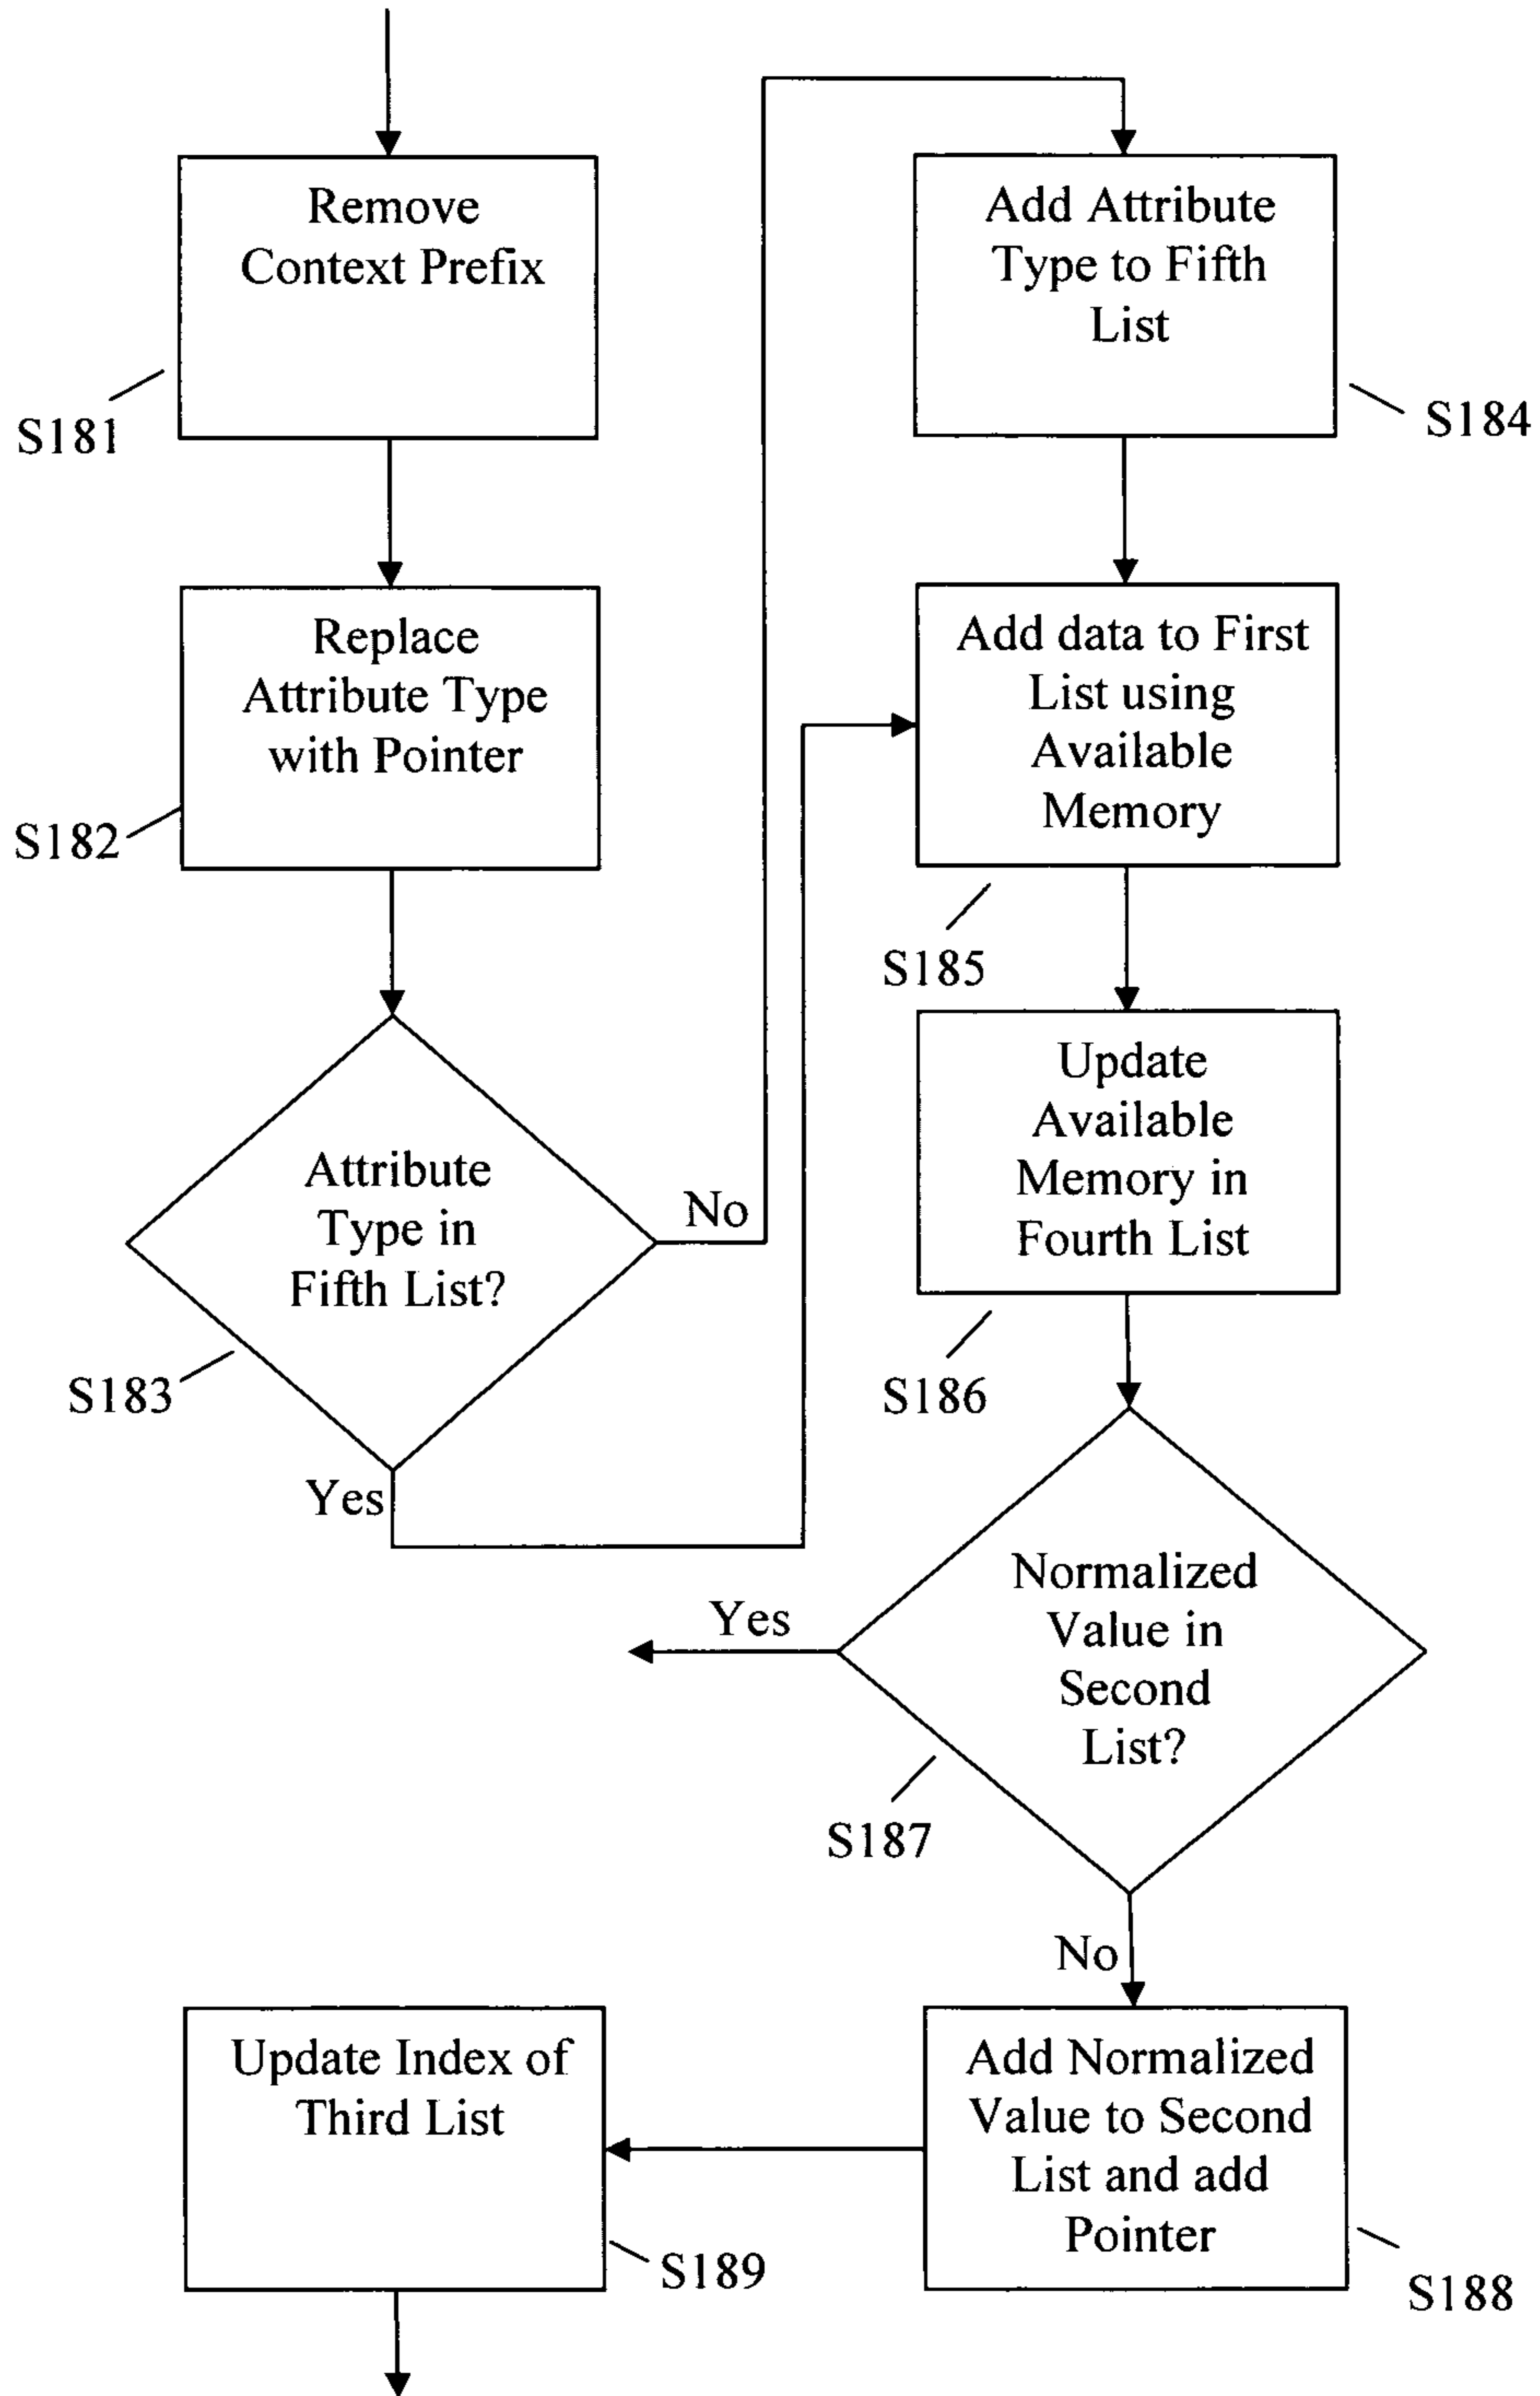 Remove
Context Prefix
S181
Replace
Attribute Type
with Pointer
S182
Attribute
Type in
Fifth List?
No
S183
Yes
Add Attribute
Type to Fifth
List
S184
Add data to First
List using
Available
Memory
S185
Update
Available
Memory in
Fourth List
S186
Normalized
Value in
Second
List?
Yes
S187
No
Add Normalized
Value to Second
List and add
Pointer
S188
Update Index of
Third List
S189